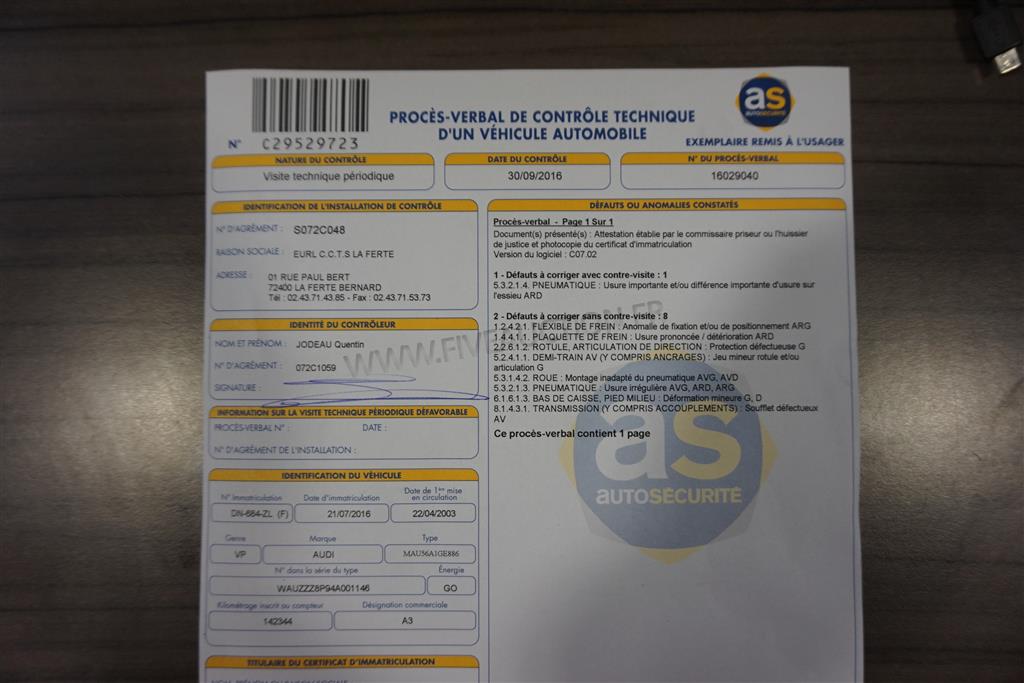 PROCÈS-VERBAL DE CONTRÔLE TECHNIQUE
D'UN VÉHICULE AUTOMOBILE
as
AUTOSÉCURITÉ
N° C29529723
EXEMPLAIRE REMIS À L'USAGER
NATURE DU CONTRÔLE
Visite technique périodique
DATE DU CONTRÔLE
30/09/2016
N° DU PROCÈS-VERBAL
16029040
IDENTIFICATION DE L'INSTALLATION DE CONTRÔLE
N° D'AGRÉMENT : S072C048
RAISON SOCIALE : EURL C.C.T.S LA FERTE
ADRESSE : 01 RUE PAUL BERT
72400 LA FERTE BERNARD
Tél : 02.43.71.43.85 - Fax : 02.43.71.53.73
IDENTITÉ DU CONTRÔLEUR
NOM ET PRÉNOM : JODEAU Quentin
N° D'AGRÉMENT : 072C1059
SIGNATURE :
INFORMATION SUR LA VISITE TECHNIQUE PÉRIODIQUE DÉFAVORABLE
PROCÈS-VERBAL N° : DATE :
N° D'AGRÉMENT DE L'INSTALLATION :
IDENTIFICATION DU VÉHICULE
N° Immatriculation
DN-684-ZL (F)
Date d'immatriculation
21/07/2016
Date de 1ère mise
en circulation
22/04/2003
Genre
VP
Marque
AUDI
Type
MAU56A1GE886
N° dans la série du type
WAUZZZ8P94A001146
Énergie
GO
Kilométrage inscrit au compteur
142344
Désignation commerciale
A3
TITULAIRE DU CERTIFICAT D'IMMATRICULATION
DÉFAUTS OU ANOMALIES CONSTATÉS
Procès-verbal - Page 1 Sur 1
Document(s) présenté(s) : Attestation établie par le commissaire priseur ou l'huissier
de justice et photocopie du certificat d'immatriculation
Version du logiciel : C07.02
1 - Défauts à corriger avec contre-visite : 1
5.3.2.1.4. PNEUMATIQUE : Usure importante et/ou différence importante d'usure sur
l'essieu ARD
2 - Défauts à corriger sans contre-visite : 8
1.2.4.2.1. FLEXIBLE DE FREIN : Anomalie de fixation et/ou de positionnement ARG
1.4.4.1.1. PLAQUETTE DE FREIN : Usure prononcée / détérioration ARD
2.2.6.1.2. ROTULE, ARTICULATION DE DIRECTION : Protection défectueuse G
5.2.4.1.1. DEMI-TRAIN AV (Y COMPRIS ANCRAGES) : Jeu mineur rotule et/ou
articulation G
5.3.1.4.2. ROUE : Montage inadapté du pneumatique AVG, AVD
5.3.2.1.3. PNEUMATIQUE : Usure irrégulière AVG, ARD, ARG
6.1.6.1.3. BAS DE CAISSE, PIED MILIEU : Déformation mineure G, D
8.1.4.3.1. TRANSMISSION (Y COMPRIS ACCOUPLEMENTS) : Soufflet défectueux
AV
Ce procès-verbal contient 1 page
as
AUTOSÉCURITÉ